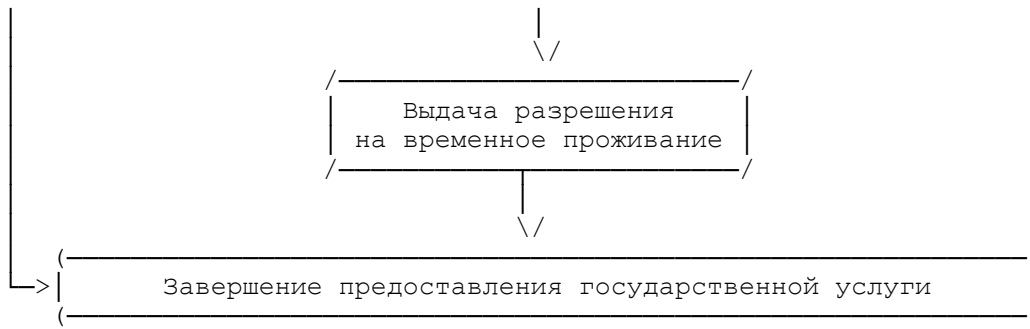 Выдача разрешения
на временное проживание
Завершение предоставления государственной услуги